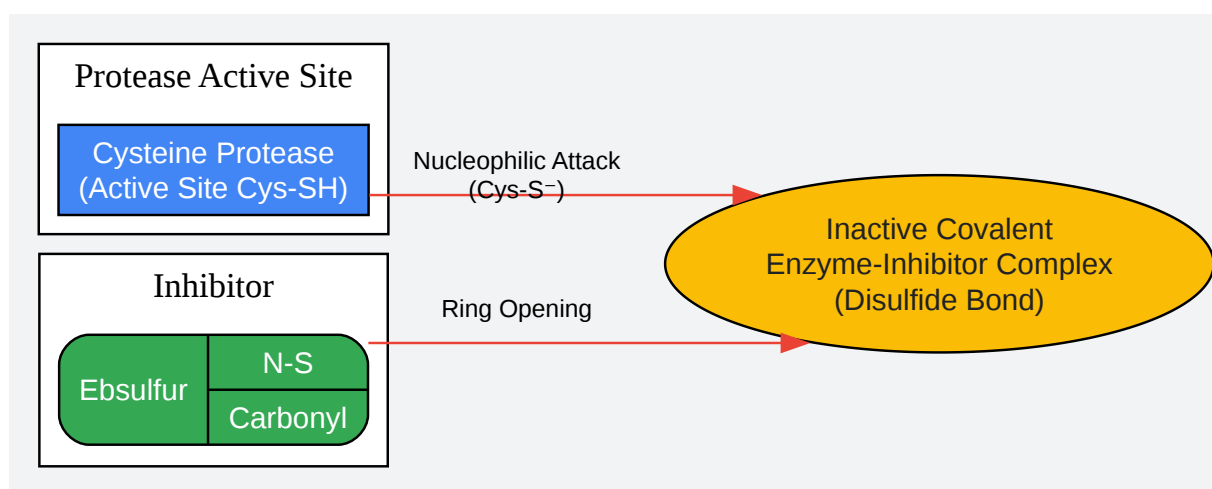 Protease Active Site
Cysteine Protease
(Active Site Cys-SH)
Nucleophilic Attack
(Cys-S⁻)
Inactive Covalent
Enzyme-Inhibitor Complex
(Disulfide Bond)
Inhibitor
Ring Opening
Ebsulfur
N-S
Carbonyl